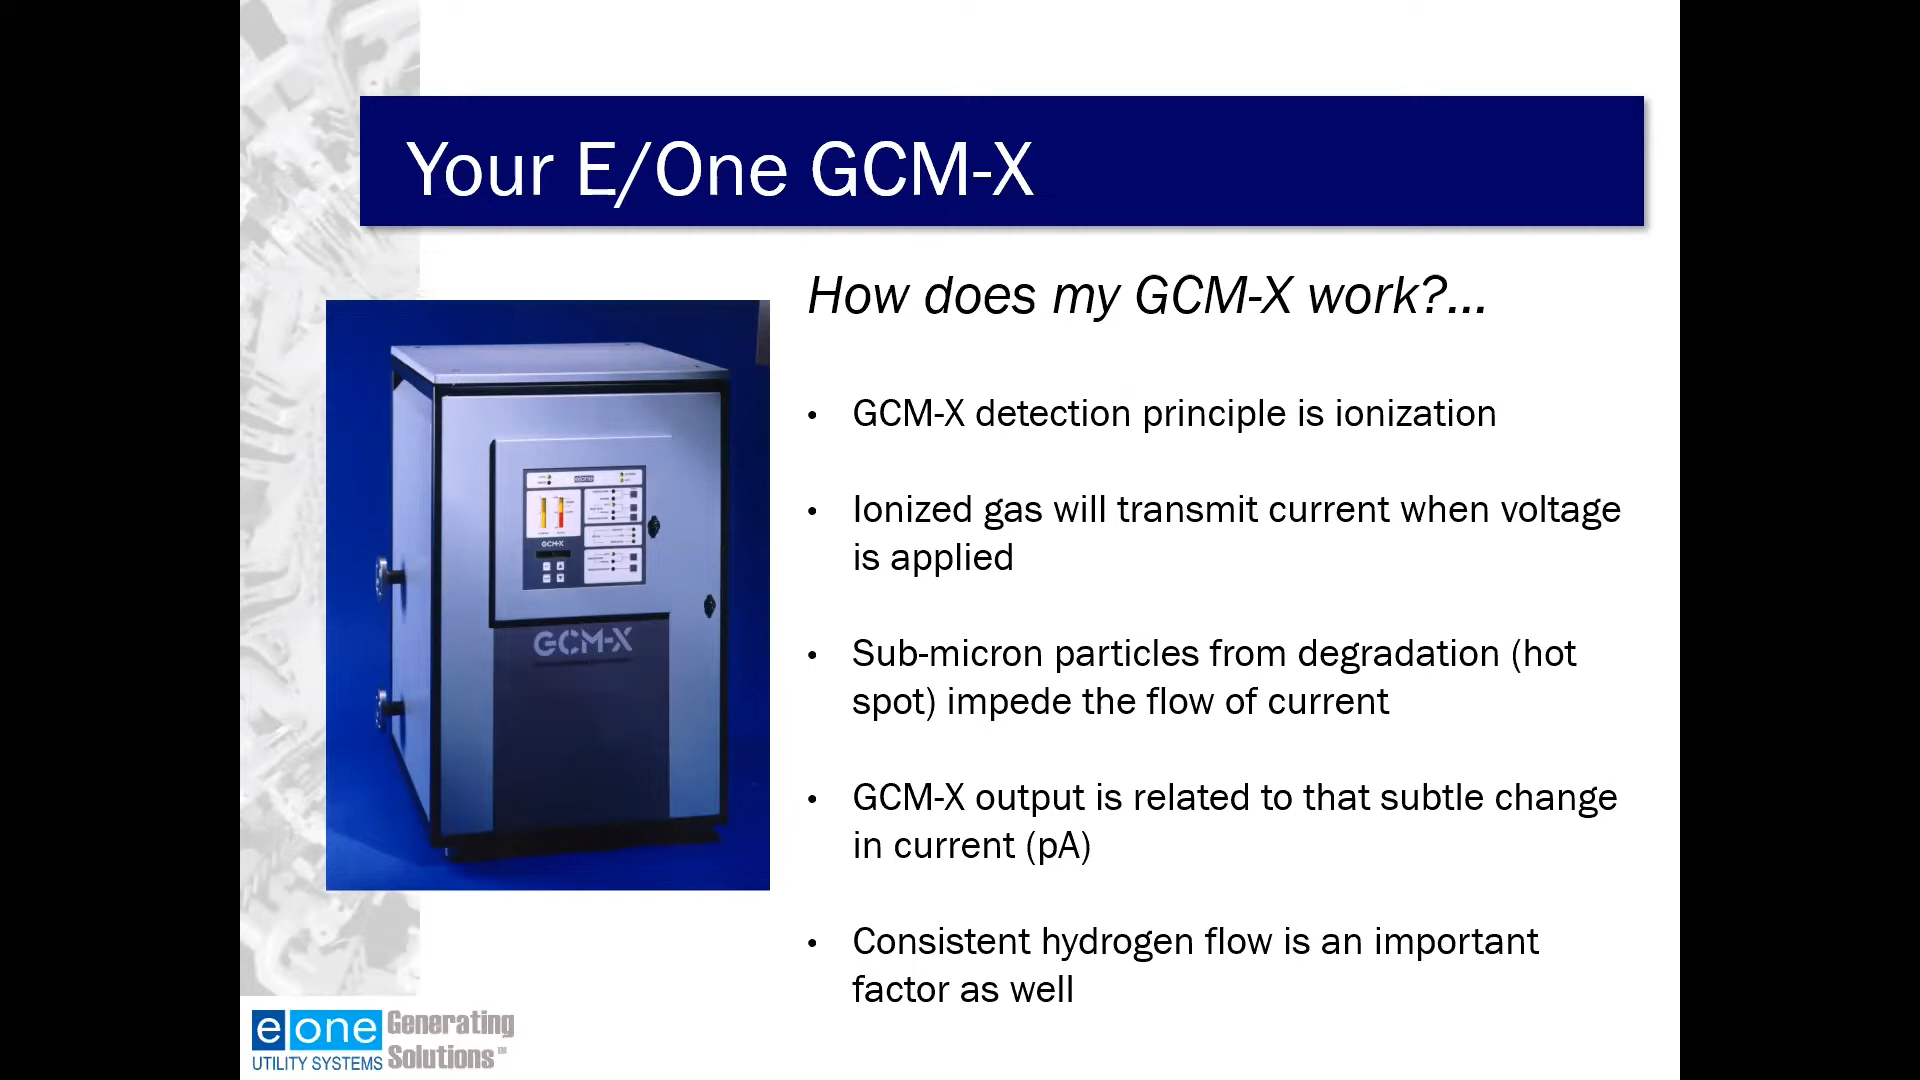 Your E/One GCM-X
How does my GCM-X work?...
• GCM-X detection principle is ionization
• Ionized gas will transmit current when voltage
is applied
• Sub-micron particles from degradation (hot
spot) impede the flow of current
• GCM-X output is related to that subtle change
in current (pA)
• Consistent hydrogen flow is an important
factor as well
GCM-X
GCM-X
e one
UTILITY SYSTEMS
Generating
Solutions™